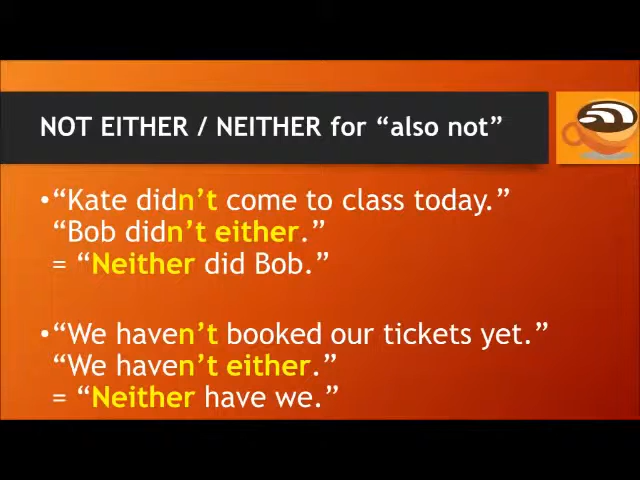 NOT EITHER / NEITHER for “also not”
•“Kate didn’t come to class today.”
“Bob didn’t either.”
= “Neither did Bob.”
•“We haven’t booked our tickets yet.”
“We haven’t either.”
= “Neither have we.”